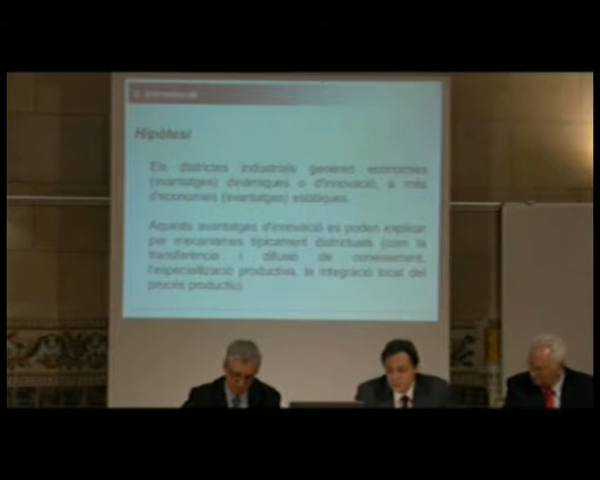 Hipòtesi
Els districtes industrials generen economies
(avantatges) dinàmiques o d'innovació, a més
d'economies (avantatges) estàtiques.
Aquests avantatges d'innovació es poden explicar
per mecanismes típicament districtuals (com la
transferència i difusió de coneixement,
l'especialització productiva, la integració local del
procés productiu).